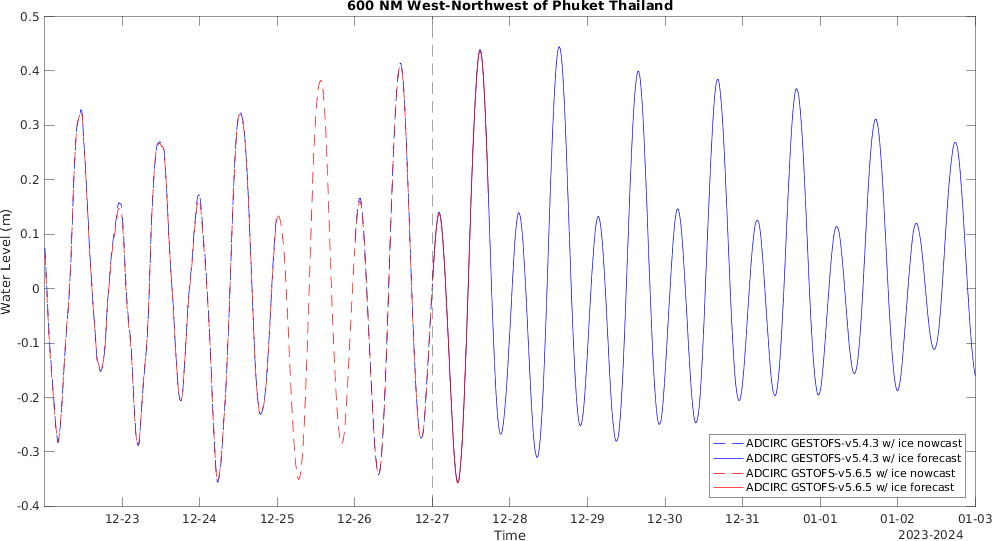 600 NM West-Northwest of Phuket Thailand
0.5
0.4
0.3
0.2
0.1
0
-0.1
-0.2
-0.3
-0.4
Water Level (m)
12-23 12-24 12-25 12-26 12-27 12-28 12-29 12-30 12-31 01-01 01-02 01-03
Time
2023-2024
ADCIRC GESTOFS-v5.4.3 w/ ice nowcast
ADCIRC GESTOFS-v5.4.3 w/ ice forecast
ADCIRC GSTOFS-v5.6.5 w/ ice nowcast
ADCIRC GSTOFS-v5.6.5 w/ ice forecast